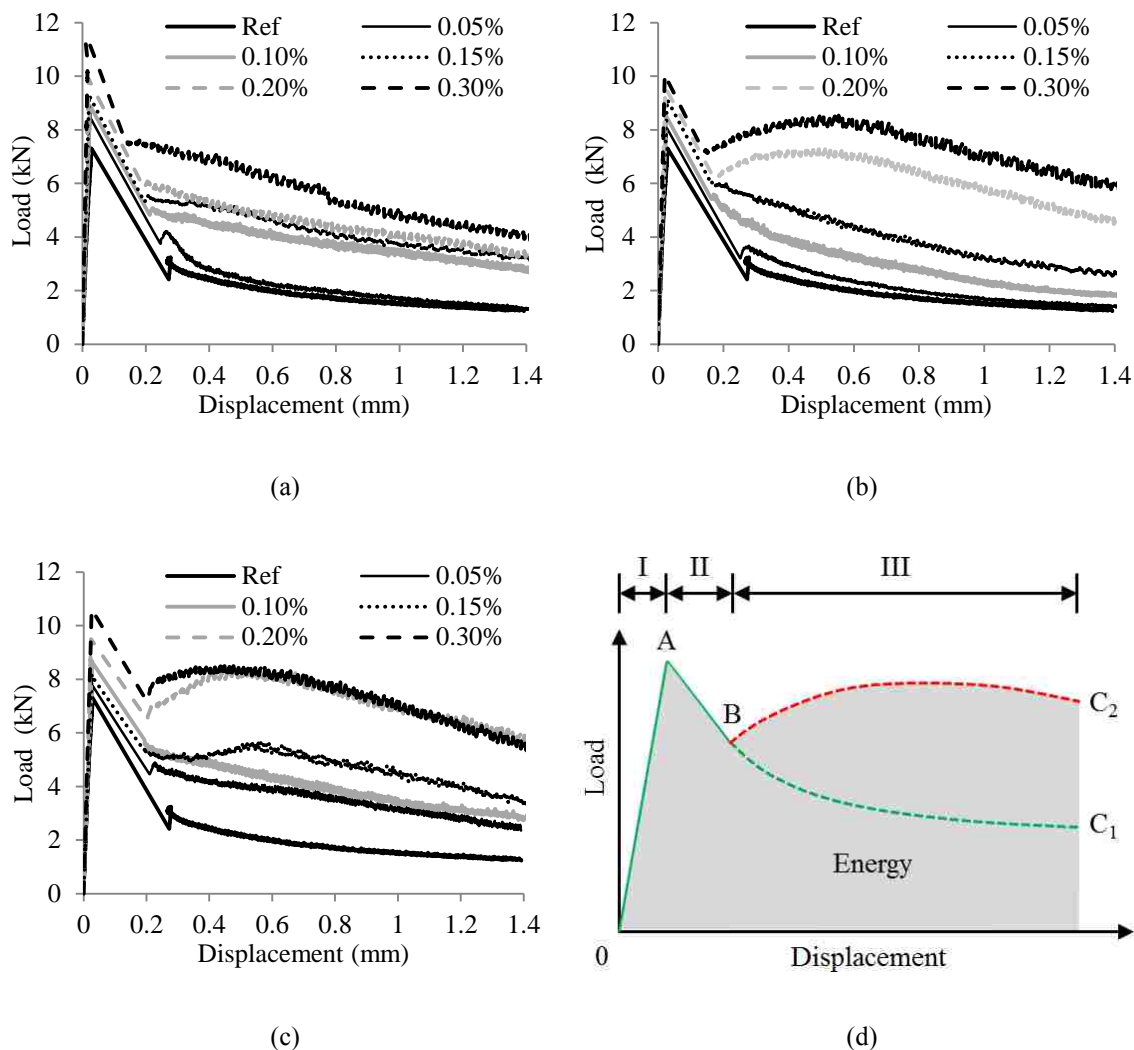 12
10
8
6
4
2
0
Load (kN)
Ref 0.05%
0.10% 0.15%
0.20% 0.30%
0 0.2 0.4 0.6 0.8 1 1.2 1.4
Displacement (mm)
(a)
12
10
8
6
4
2
0
Load (kN)
Ref 0.05%
0.10% 0.15%
0.20% 0.30%
0 0.2 0.4 0.6 0.8 1 1.2 1.4
Displacement (mm)
(b)
12
10
8
6
4
2
0
Load (kN)
Ref 0.05%
0.10% 0.15%
0.20% 0.30%
0 0.2 0.4 0.6 0.8 1 1.2 1.4
Displacement (mm)
(c)
I II III
A
B
C2
C1
Load
Energy
0
Displacement
(d)